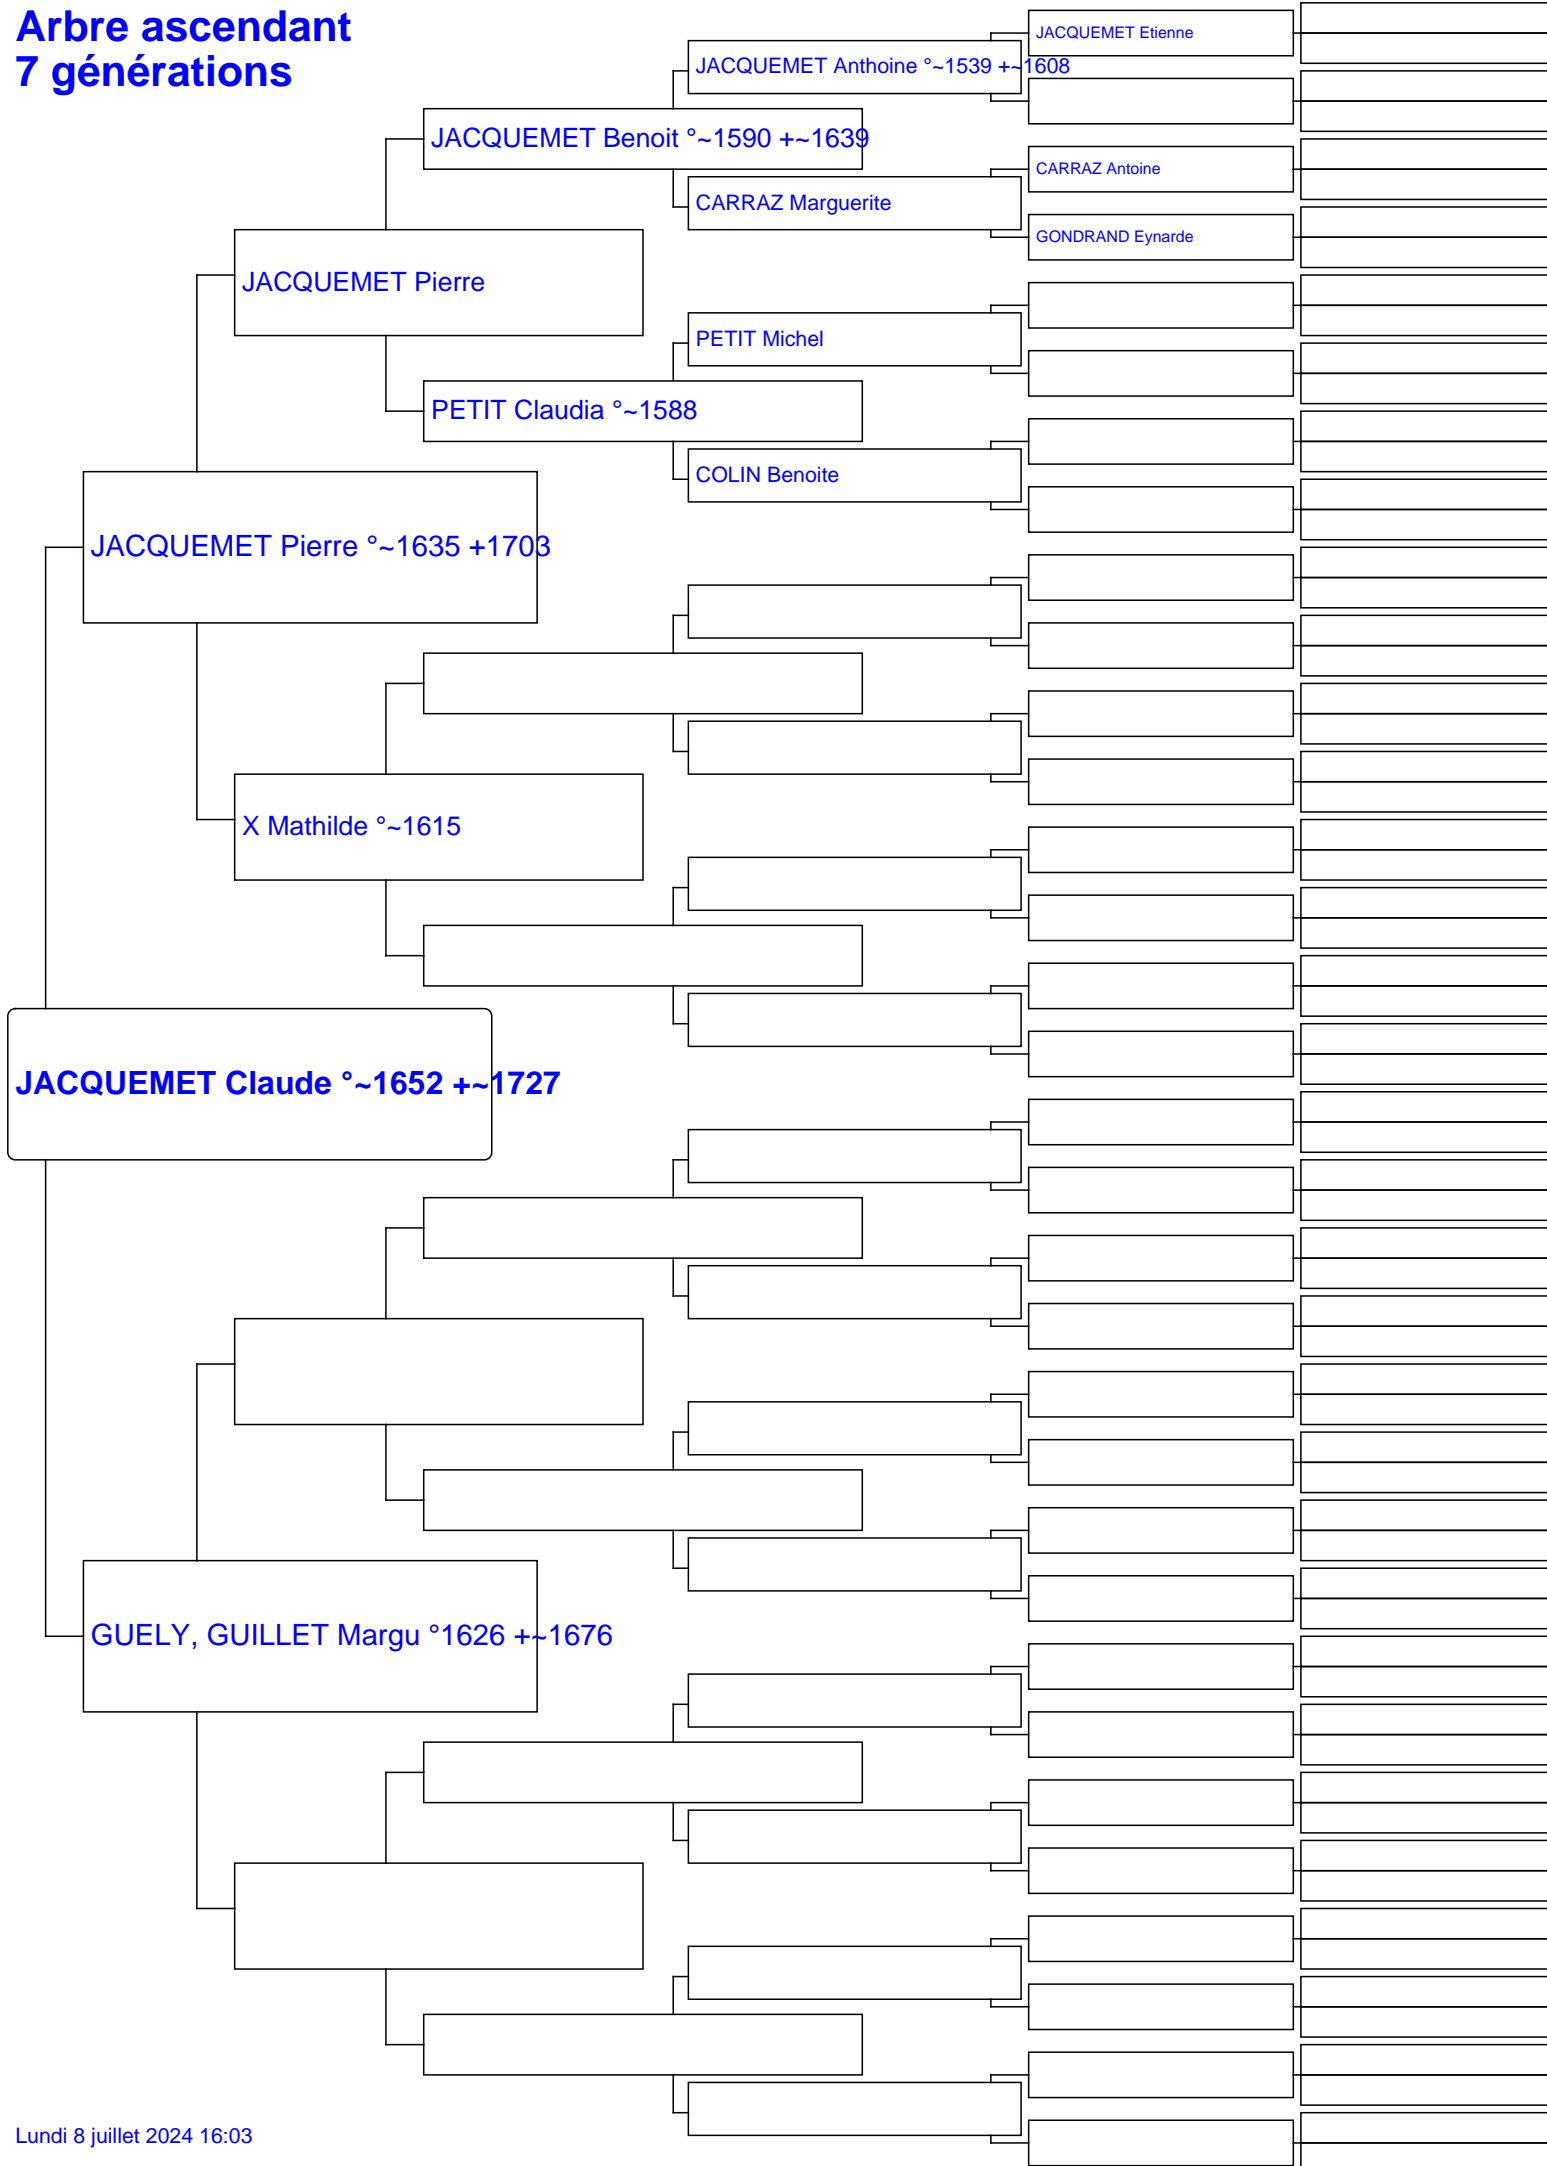 Arbre ascendant
7 générations
JACQUEMET Etienne
JACQUEMET Anthoine °~1539 +~1608
JACQUEMET Benoit °~1590 +~1639
CARRAZ Antoine
CARRAZ Marguerite
GONDRAND Eynarde
JACQUEMET Pierre
PETIT Michel
PETIT Claudia °~1588
COLIN Benoite
JACQUEMET Pierre °~1635 +1703
X Mathilde °~1615
JACQUEMET Claude °~1652 +~1727
GUELY, GUILLET Margu °1626 +~1676
Lundi 8 juillet 2024 16:03